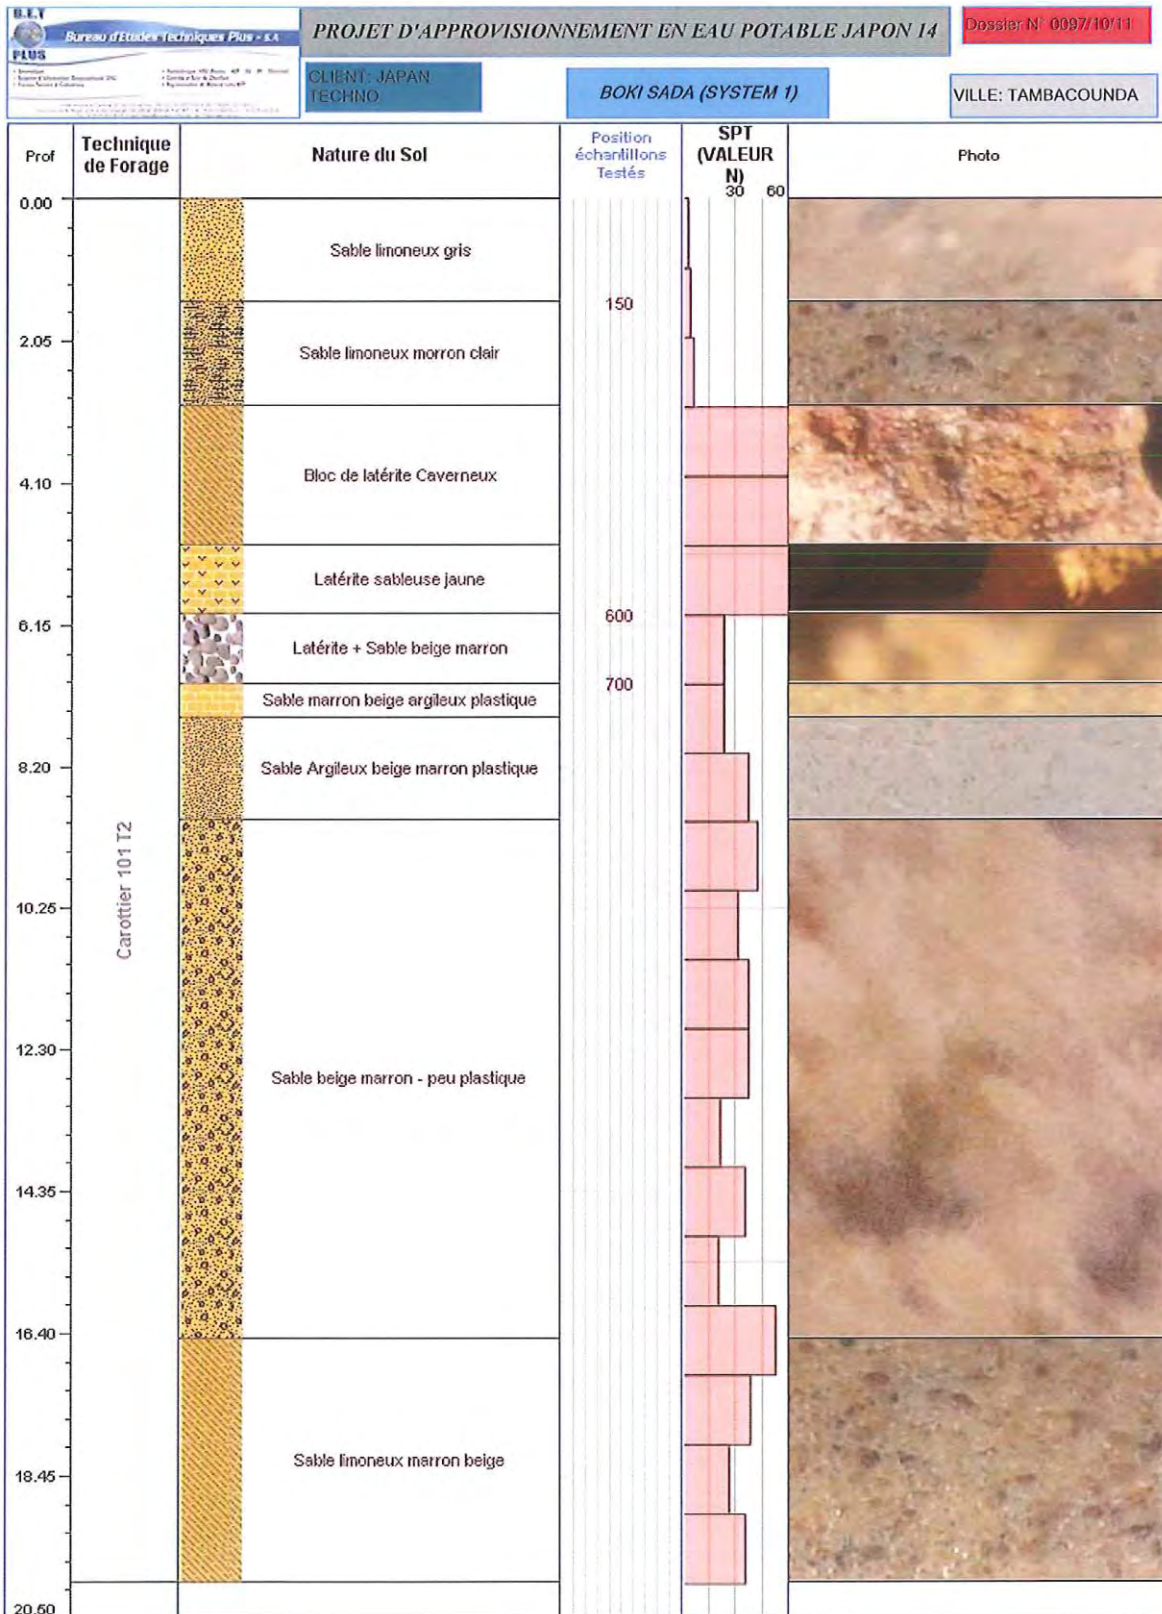 B.E.T
PLUS
Bureau d'Etudes Techniques Plus - S.A
PROJET D'APPROVISIONNEMENT EN EAU POTABLE JAPON 14
Dossier N° 0097/10/11
CLIENT: JAPAN
TECHNO
BOKI SADA (SYSTEM 1)
VILLE: TAMBACOUNDA
Prof
Technique
de Forage
Nature du Sol
Position
échantillons
Testés
SPT
(VALEUR
N)
30 60
Photo
0.00
Sable limoneux gris
150
2.05
Sable limoneux morron clair
4.10
Bloc de latérite Caverneux
Latérite sableuse jaune
600
6.15
Latérite + Sable beige marron
700
Sable marron beige argileux plastique
8.20
Sable Argileux beige marron plastique
Carottier 101 T2
10.25
12.30
Sable beige marron - peu plastique
14.35
16.40
Sable limoneux marron beige
18.45
20.50